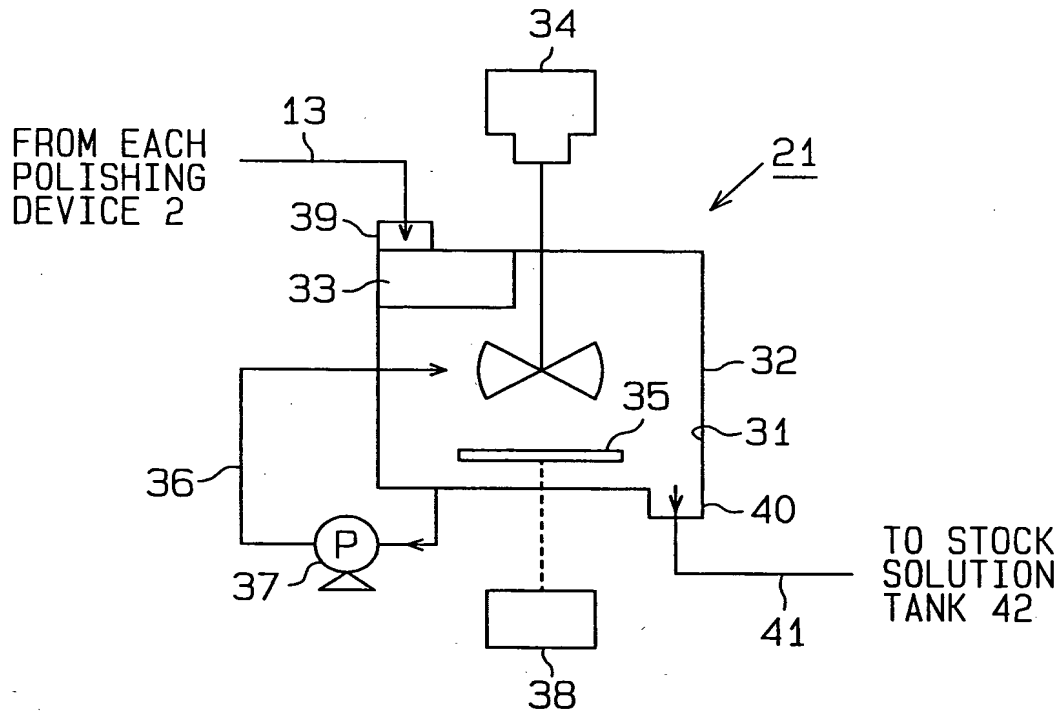 34
13
FROM EACH
POLISHING
DEVICE 2
21
39
33
32
35
31
36
40
P
37
TO STOCK
SOLUTION
TANK 42
41
38